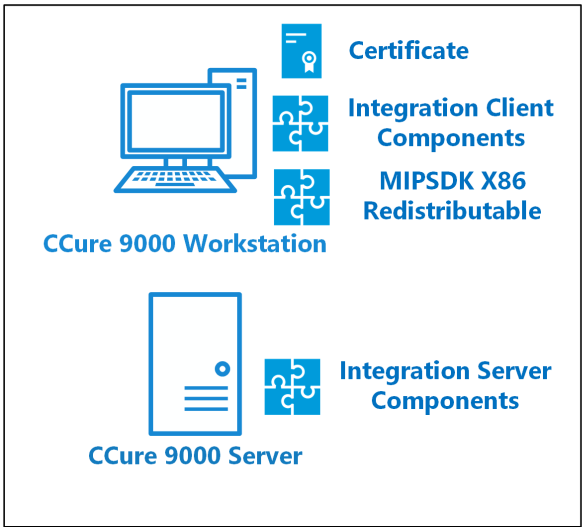 Certificate
Integration Client
Components
MIPSDK X86
Redistributable
CCure 9000 Workstation
Integration Server
Components
CCure 9000 Server